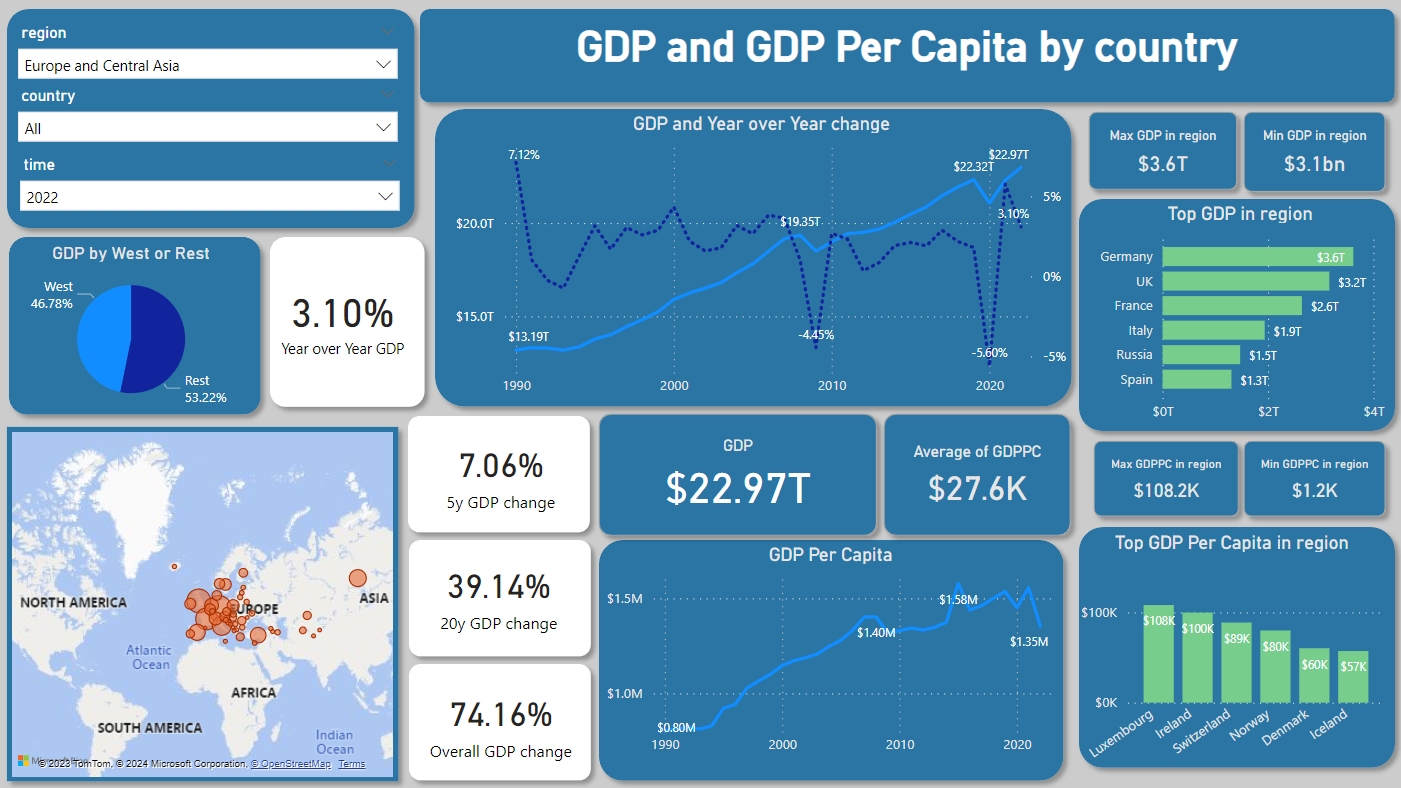 region
Europe and Central Asia
country
All
time
2022
GDP and GDP Per Capita by country
GDP by West or Rest
West
46.78%
Rest
53.22%
3.10%
Year over Year GDP
GDP and Year over Year change
7.12%
$22.97T
$22.32T
5%
3.10%
$20.0T
$19.35T
0%
$15.0T
$13.19T
-4.45%
-5.60%
-5%
1990
2000
2010
2020
Max GDP in region
$3.6T
Min GDP in region
$3.1bn
Top GDP in region
Germany
$3.6T
UK
$3.2T
France
$2.6T
Italy
$1.9T
Russia
$1.5T
Spain
$1.3T
$0T
$2T
$4T
NORTH AMERICA
EUROPE
ASIA
Atlantic
Ocean
AFRICA
SOUTH AMERICA
Indian
Ocean
© 2023 TomTom, © 2024 Microsoft Corporation, © OpenStreetMap Terms
7.06%
5y GDP change
39.14%
20y GDP change
74.16%
Overall GDP change
GDP
$22.97T
Average of GDPPC
$27.6K
GDP Per Capita
$1.5M
$1.58M
$1.40M
$1.35M
$1.0M
$0.80M
1990
2000
2010
2020
Max GDPPC in region
$108.2K
Min GDPPC in region
$1.2K
Top GDP Per Capita in region
$100K
$108K
$100K
$89K
$80K
$60K
$57K
$0K
Luxembourg
Ireland
Switzerland
Norway
Denmark
Iceland